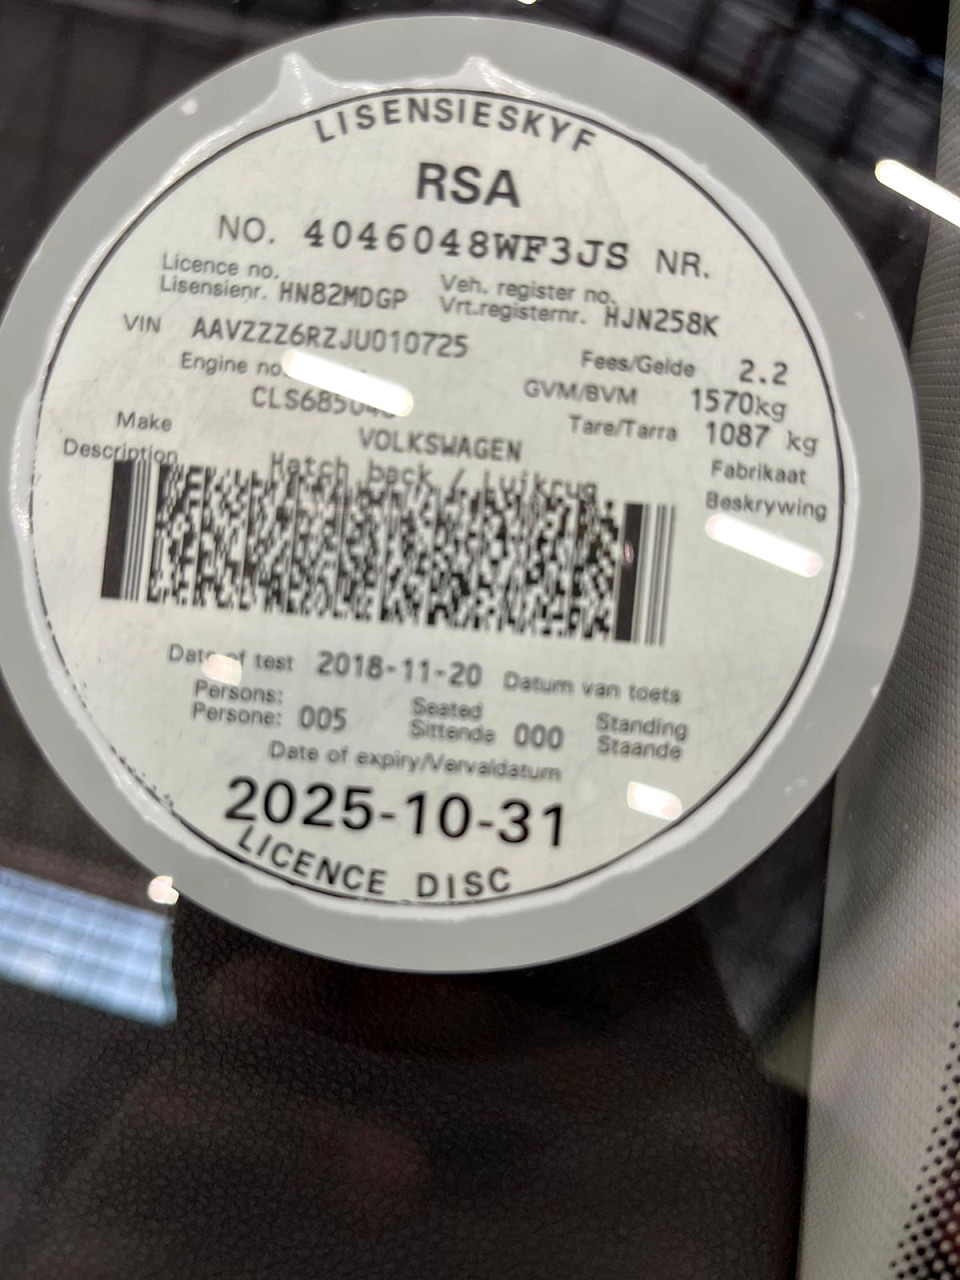 LISENSIESKYF
RSA
NO. 4046048WF3JS NR.
Licence no. Veh. register no.
Lisensienr. HN82MDGP Vrt.registernr. HJN258K
VIN AAVZZZ6RZJU010725
Fees/Gelde 2.2
Engine no
GVM/BVM 1570kg
Tare/Tarra 1087 kg
Make VOLKSWAGEN Fabrikaat
Description Hatch back / Luikrug Beskrywing
Date of test 2018-11-20 Datum van toets
Persons: Seated Standing
Persone: 005 Sittende 000 Staande
Date of expiry/Vervaldatum
2025-10-31
LICENCE DISC